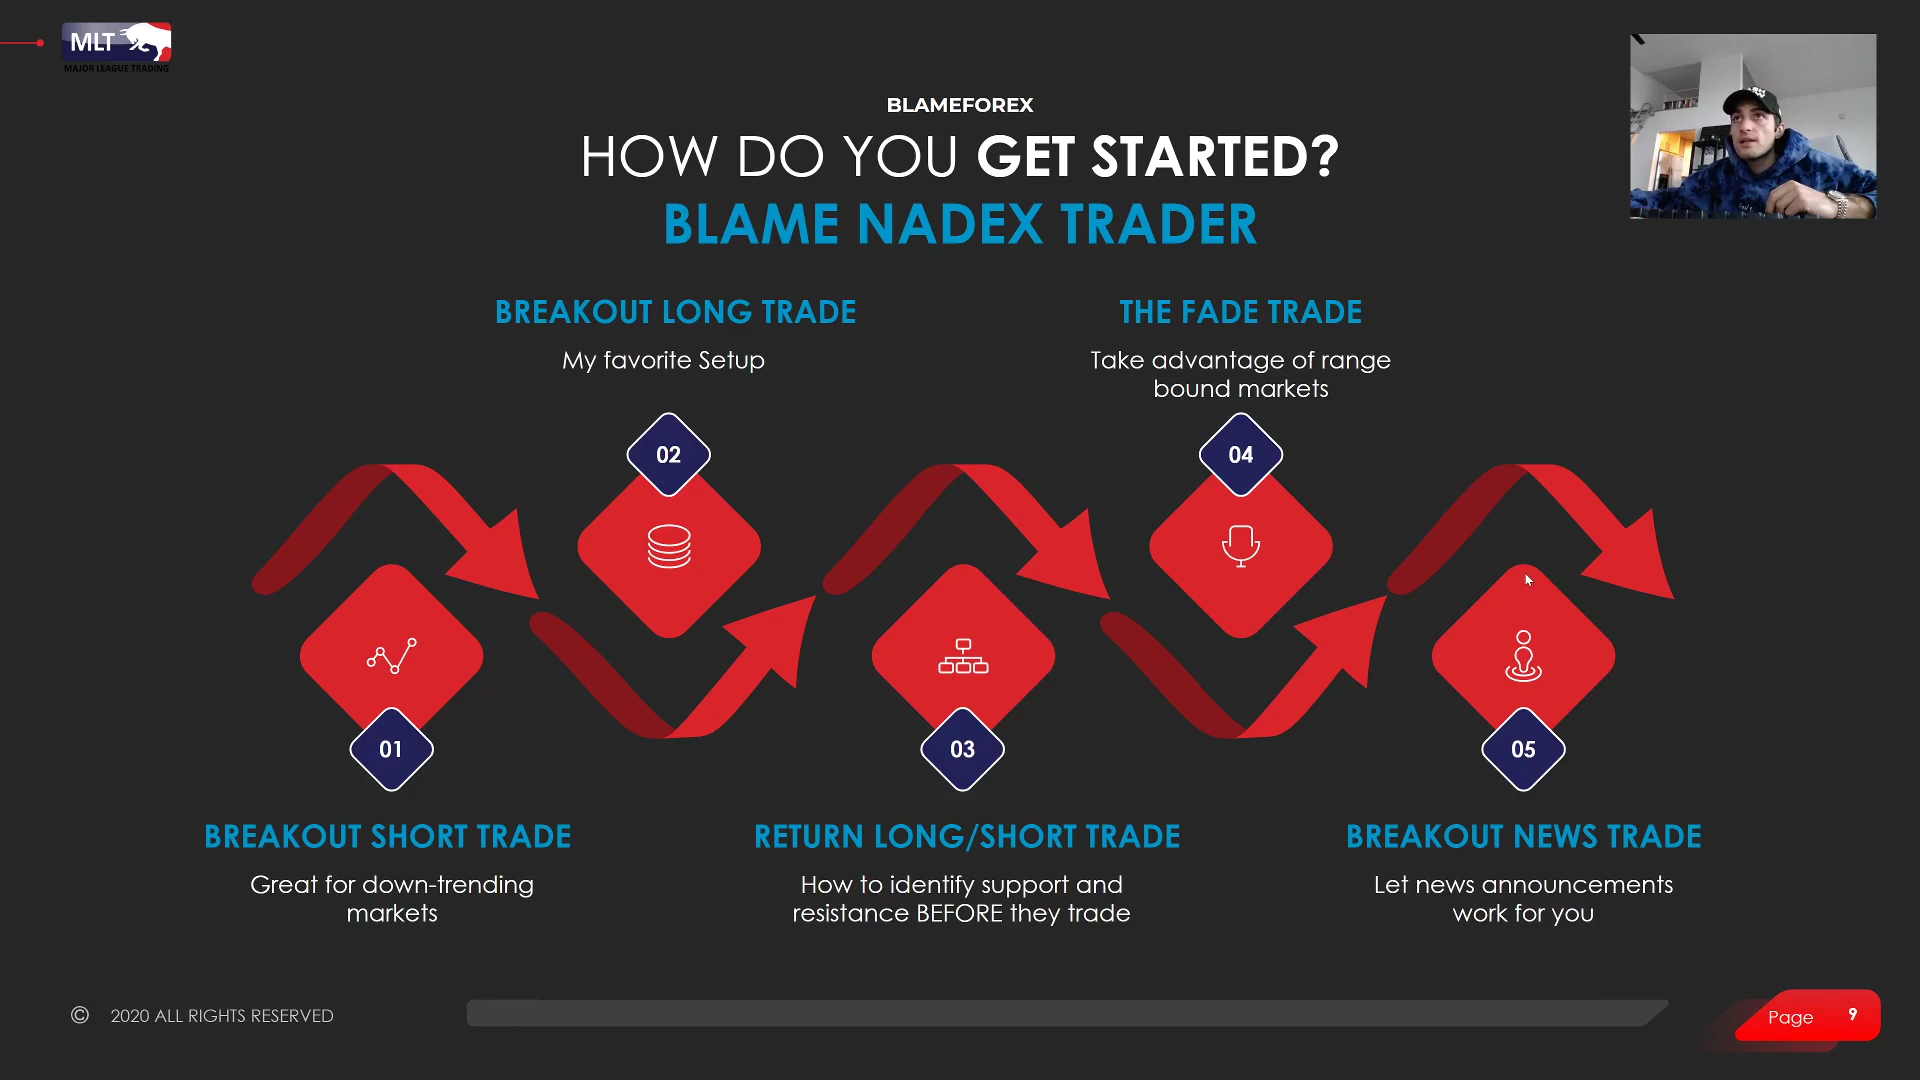 MLT
MAJOR LEAGUE TRADING
BLAMEFOREX
HOW DO YOU GET STARTED?
BLAME NADEX TRADER
BREAKOUT LONG TRADE
My favorite Setup
THE FADE TRADE
Take advantage of range
bound markets
02
04
01
03
05
BREAKOUT SHORT TRADE
Great for down-trending
markets
RETURN LONG/SHORT TRADE
How to identify support and
resistance BEFORE they trade
BREAKOUT NEWS TRADE
Let news announcements
work for you
© 2020 ALL RIGHTS RESERVED
Page 9